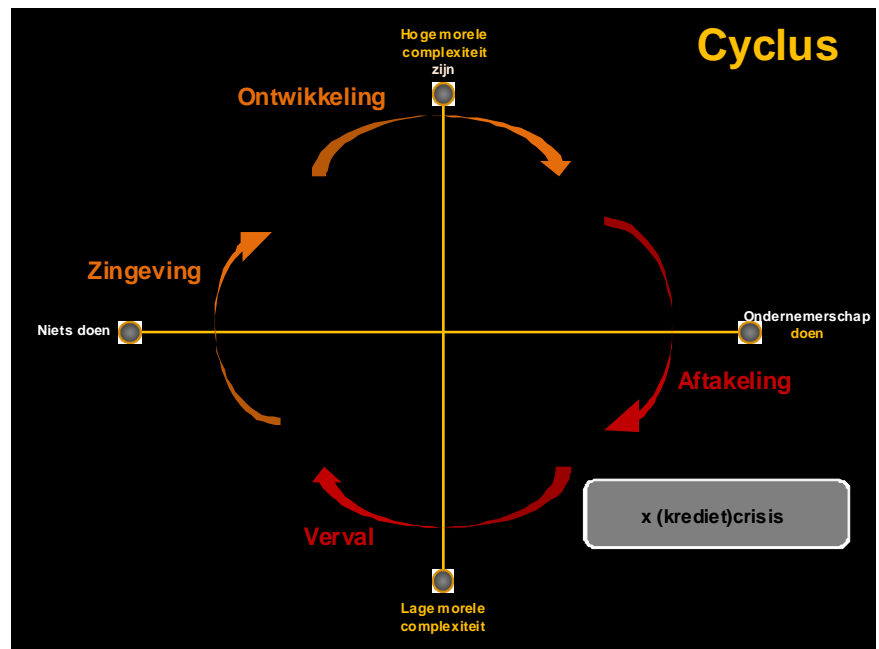 Cyclus
Hoge morele
complexiteit
zijn
Ontwikkeling
Zingeving
Niets doen
Ondernemerschap
doen
Aftakeling
x (krediet)crisis
Verval
Lage morele
complexiteit